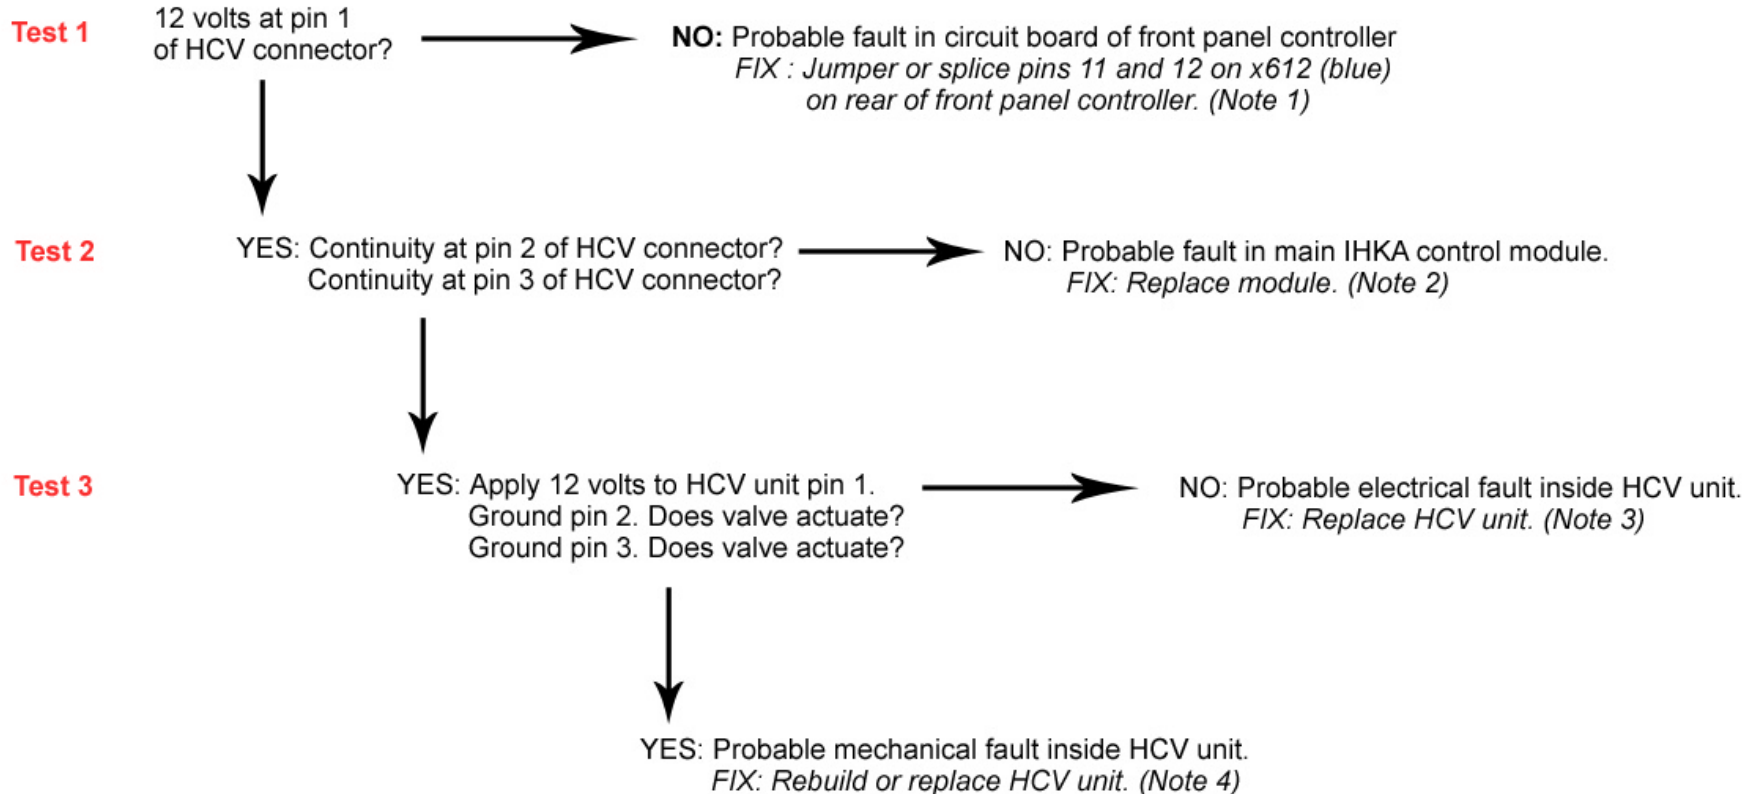 Test 1
12 volts at pin 1
of HCV connector?
NO: Probable fault in circuit board of front panel controller
FIX : Jumper or splice pins 11 and 12 on x612 (blue)
on rear of front panel controller. (Note 1)
Test 2
YES: Continuity at pin 2 of HCV connector?
Continuity at pin 3 of HCV connector?
NO: Probable fault in main IHKA control module.
FIX: Replace module. (Note 2)
Test 3
YES: Apply 12 volts to HCV unit pin 1.
Ground pin 2. Does valve actuate?
Ground pin 3. Does valve actuate?
NO: Probable electrical fault inside HCV unit.
FIX: Replace HCV unit. (Note 3)
YES: Probable mechanical fault inside HCV unit.
FIX: Rebuild or replace HCV unit. (Note 4)